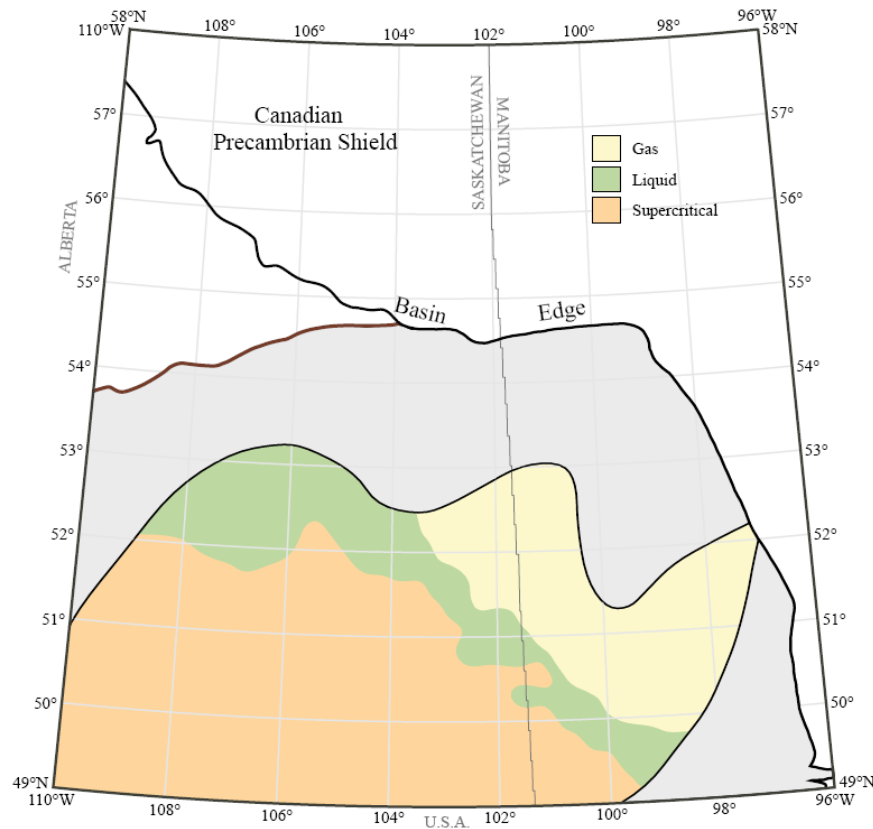 58°N
110°W
108°
106°
104°
102°
100°
96°W
58°N
57°
Canadian
Precambrian Shield
SASKATCHEWAN
MANITOBA
57°
Gas
Liquid
Supercritical
56°
56°
ALBERTA
55°
55°
Basin
Edge
54°
54°
53°
53°
52°
52°
51°
51°
50°
50°
49°N
110°W
108°
106°
104°
102°
100°
98°
49°N
96°W
U.S.A.